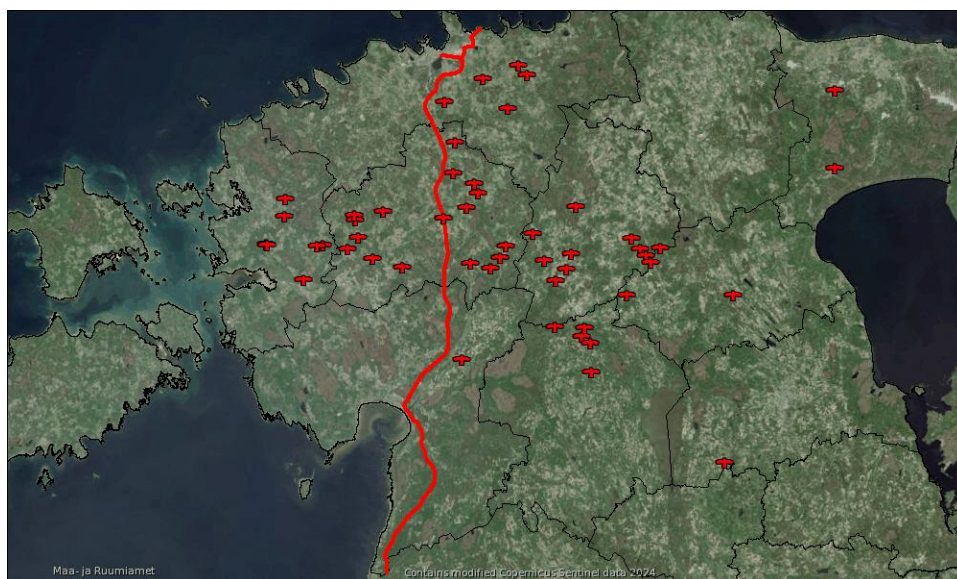 Maa- ja Ruumiamet
Contains modified Copernicus Sentinel data 2024